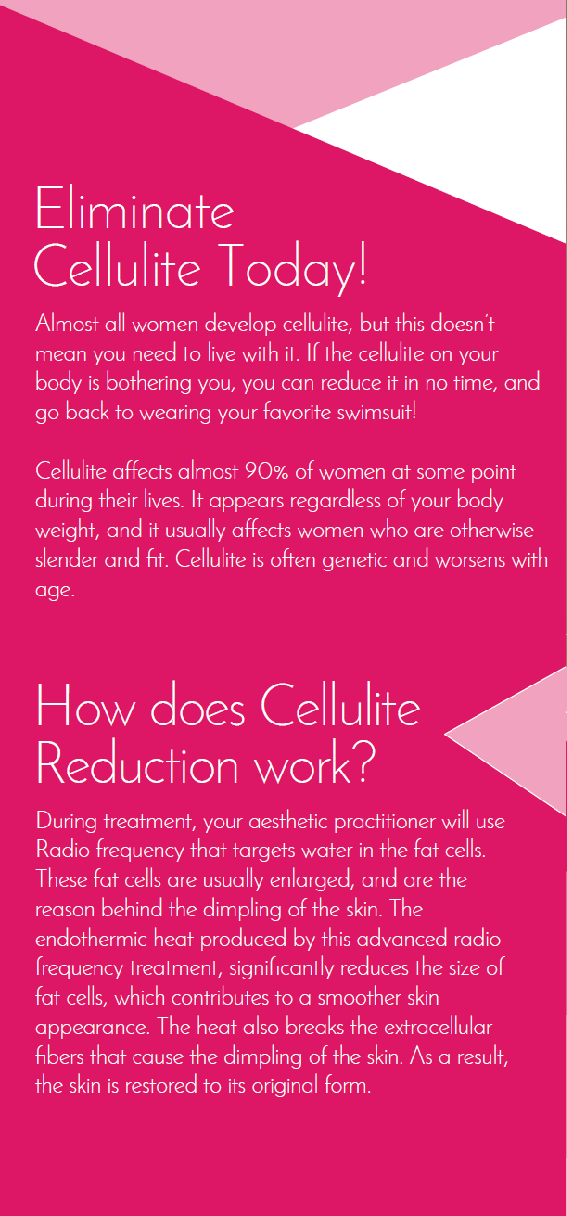 Eliminate
Cellulite Today!
Almost all women develop cellulite, but this doesn't
mean you need to live with it. If the cellulite on your
body is bothering you, you can reduce it in no time, and
go back to wearing your favorite swimsuit!
Cellulite affects almost 90% of women at some point
during their lives. It appears regardless of your body
weight, and it usually affects women who are otherwise
slender and fit. Cellulite is often genetic and worsens with
age.
How does Cellulite
Reduction work?
During treatment, your aesthetic practitioner will use
Radio frequency that targets water in the fat cells.
These fat cells are usually enlarged, and are the
reason behind the dimpling of the skin. The
endothermic heat produced by this advanced radio
frequency treatment, significantly reduces the size of
fat cells, which contributes to a smoother skin
appearance. The heat also breaks the extracellular
fibers that cause the dimpling of the skin. As a result,
the skin is restored to its original form.